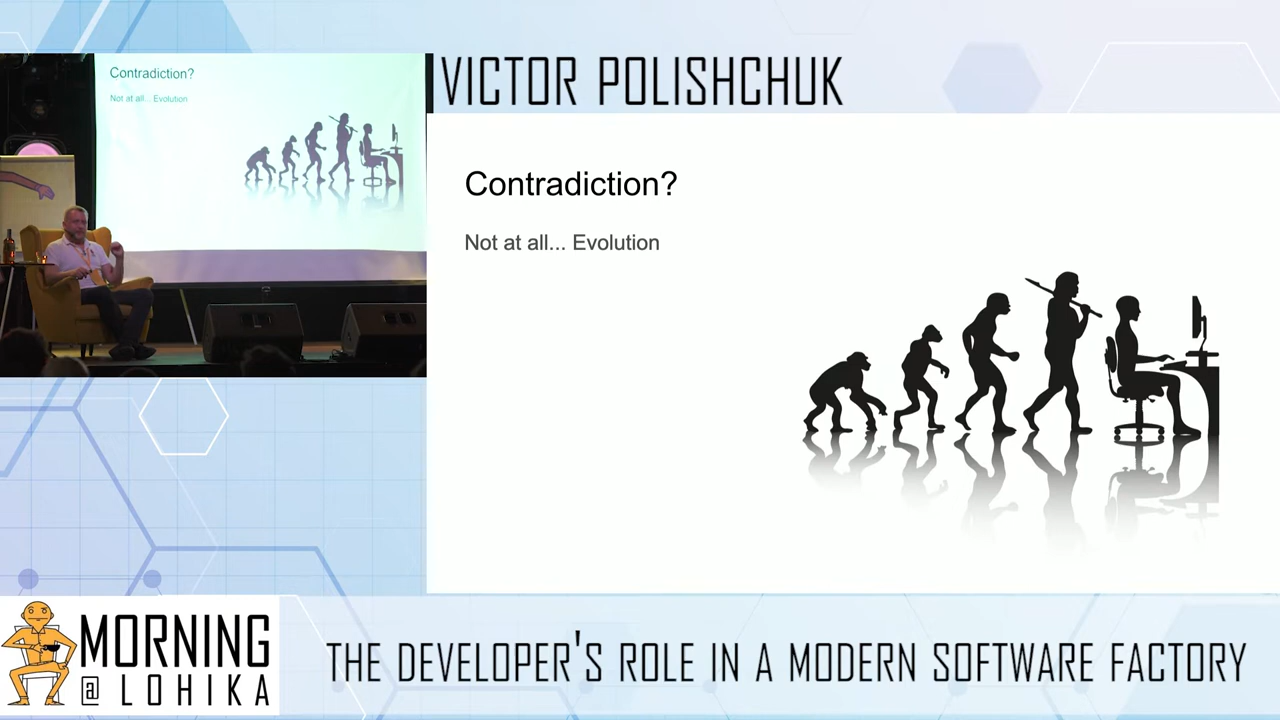 Contradiction?
Not at all... Evolution
VICTOR POLISHCHUK
Contradiction?
Not at all... Evolution
MORNING
@ LOHIKA
THE DEVELOPER'S ROLE IN A MODERN SOFTWARE FACTORY